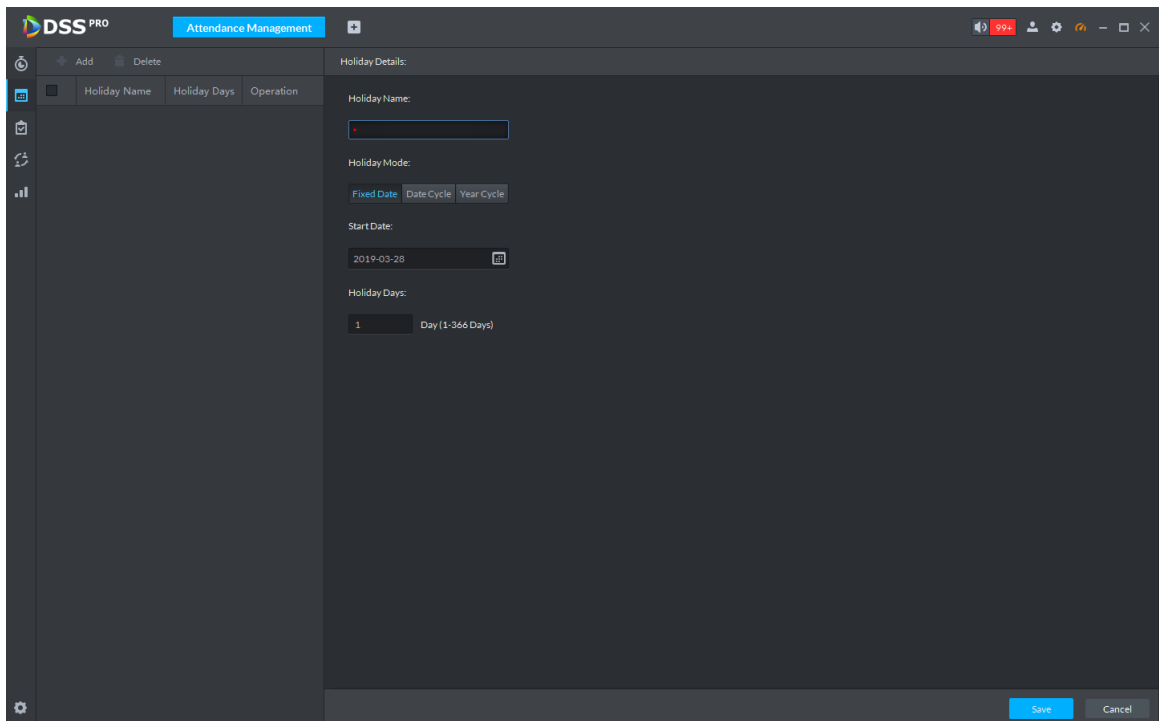 DSS PRO
Attendance Management
99+
Add
Delete
Holiday Name
Holiday Days
Operation
Holiday Details:
Holiday Name:
Holiday Mode:
Fixed Date
Date Cycle
Year Cycle
Start Date:
2019-03-28
Holiday Days:
1
Day (1-366 Days)
Save
Cancel